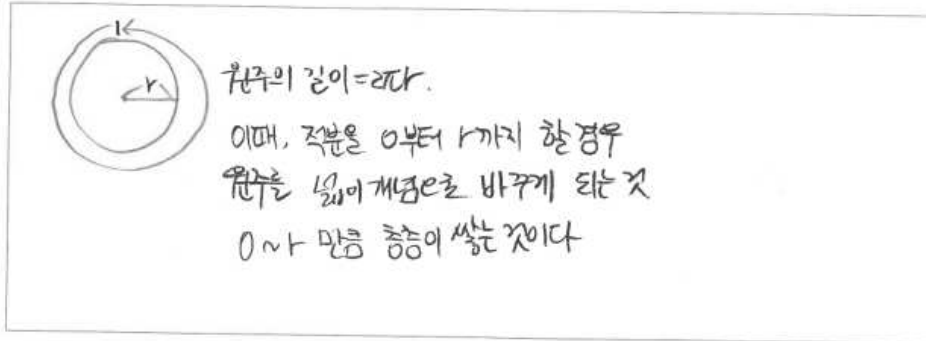 l
r
원주의 길이=2πr.
이때, 적분을 0부터 r까지 할 경우
원주를 넓이개념으로 바꾸게 되는 것
0~r 만큼 층층이 쌓는 것이다